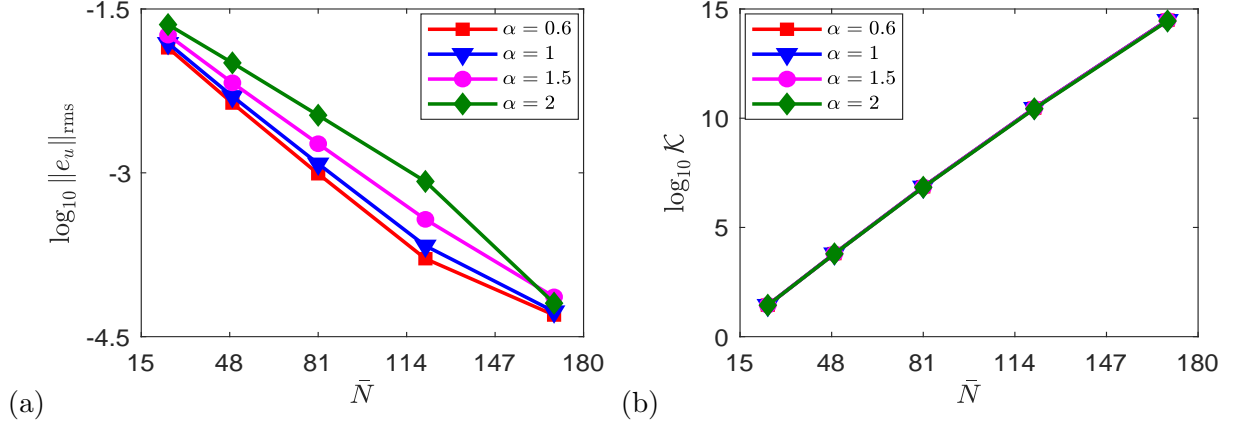 -1.5
-3
-4.5
15 48 81 114 147 180
log₁₀ ‖e_u‖_rms
N̄
α = 0.6
α = 1
α = 1.5
α = 2
(a)
15
10
5
0
15 48 81 114 147 180
log₁₀ 𝒦
N̄
α = 0.6
α = 1
α = 1.5
α = 2
(b)